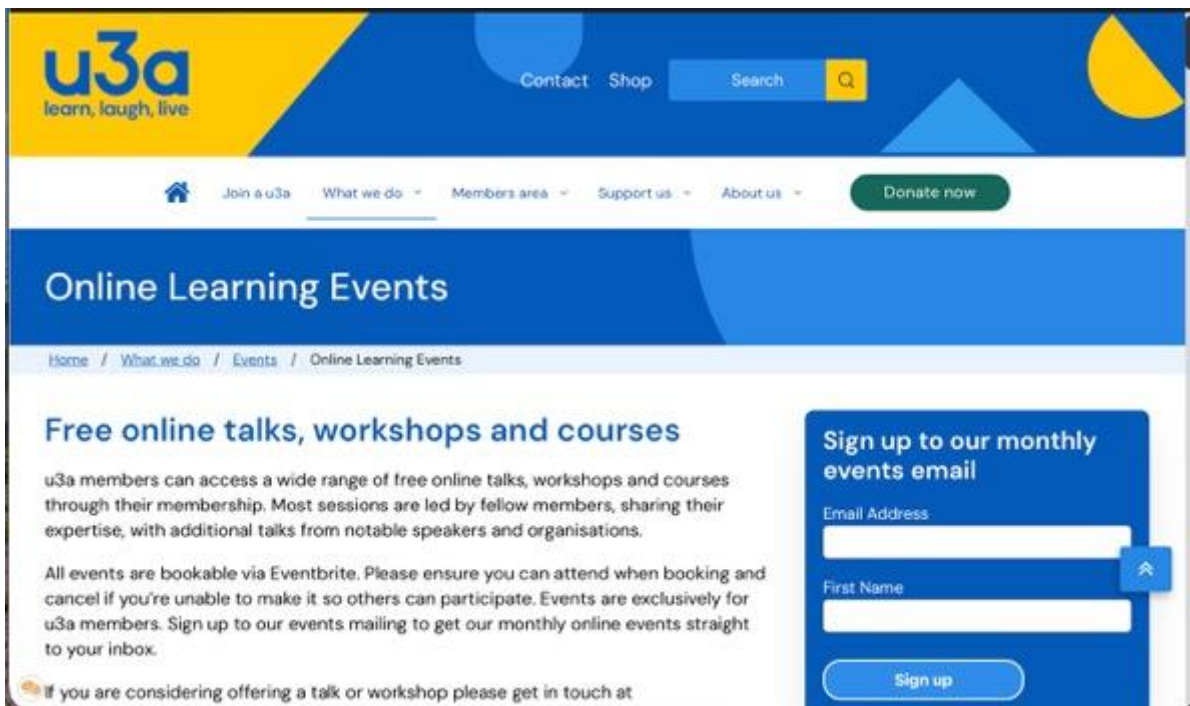 u3a
learn, laugh, live
Contact Shop Search
Join a u3a What we do Members area Support us About us Donate now
Online Learning Events
Home / What we do / Events / Online Learning Events
Free online talks, workshops and courses
u3a members can access a wide range of free online talks, workshops and courses
through their membership. Most sessions are led by fellow members, sharing their
expertise, with additional talks from notable speakers and organisations.
All events are bookable via Eventbrite. Please ensure you can attend when booking and
cancel if you're unable to make it so others can participate. Events are exclusively for
u3a members. Sign up to our events mailing to get our monthly online events straight
to your inbox.
If you are considering offering a talk or workshop please get in touch at
Sign up to our monthly
events email
Email Address
First Name
Sign up